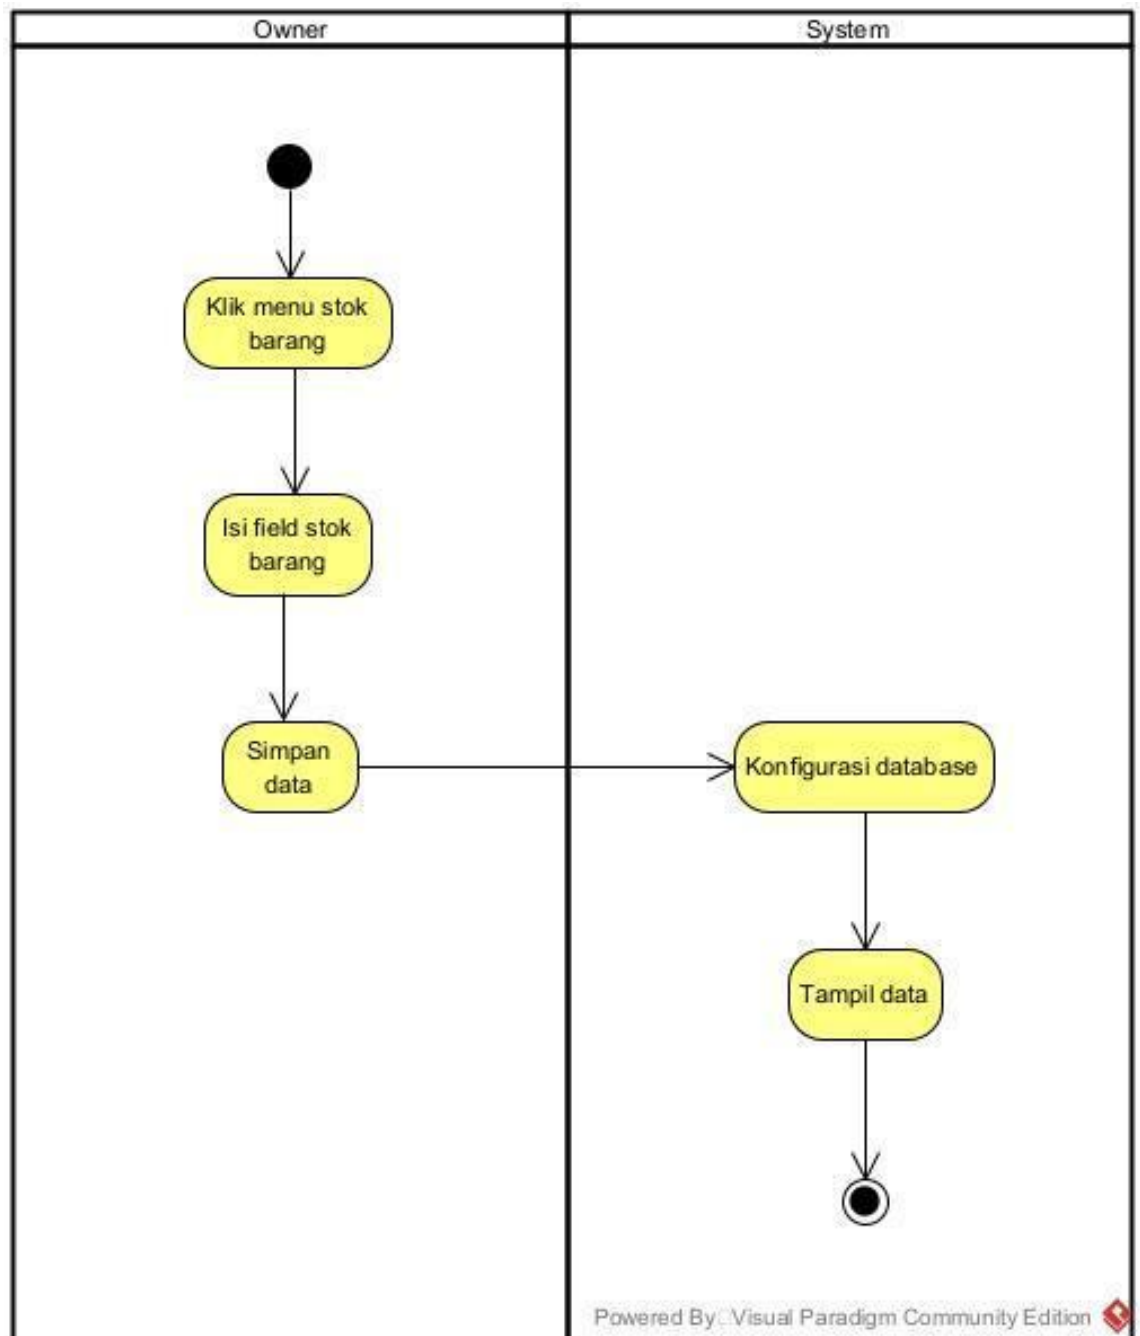 Owner
System
Klik menu stok
barang
Isi field stok
barang
Simpan
data
Konfigurasi database
Tampil data
Powered By Visual Paradigm Community Edition